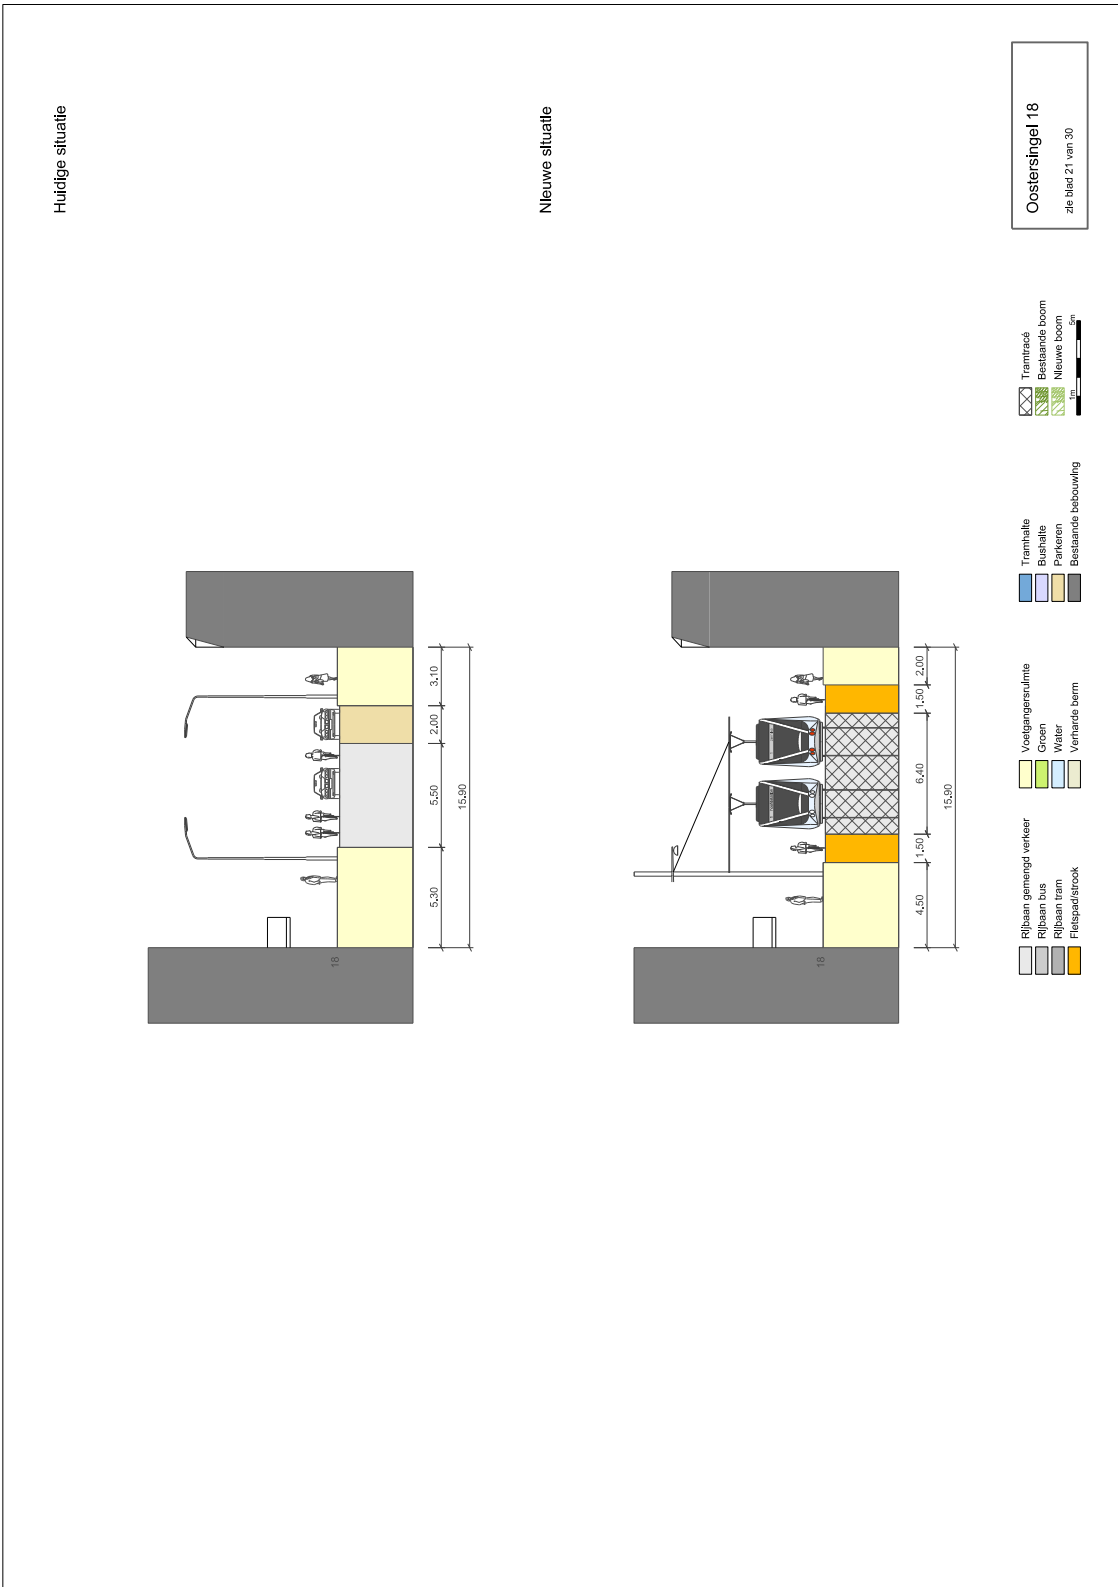 Huidige situatie
18
5.30
5.50
2.00
3.10
15.90
Nieuwe situatie
18
4.50
1.50
6.40
1.50
2.00
15.90
Rijbaan gemengd verkeer
Rijbaan bus
Rijbaan tram
Fietspad/strook
Voetgangersruimte
Groen
Water
Verharde berm
Tramhalte
Bushalte
Parkeren
Bestaande bebouwing
Tramtracé
Bestaande boom
Nieuwe boom
1m
5m
Oostersingel 18
zie blad 21 van 30